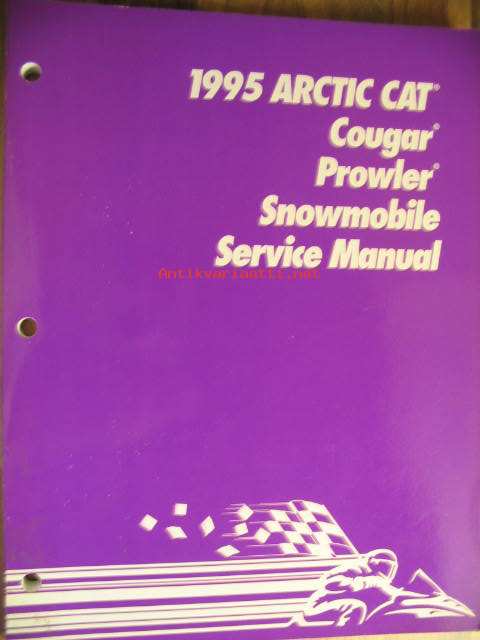 1995 ARCTIC CAT®
Cougar®
Prowler®
Snowmobile
Service Manual
Antikvariaatti.net